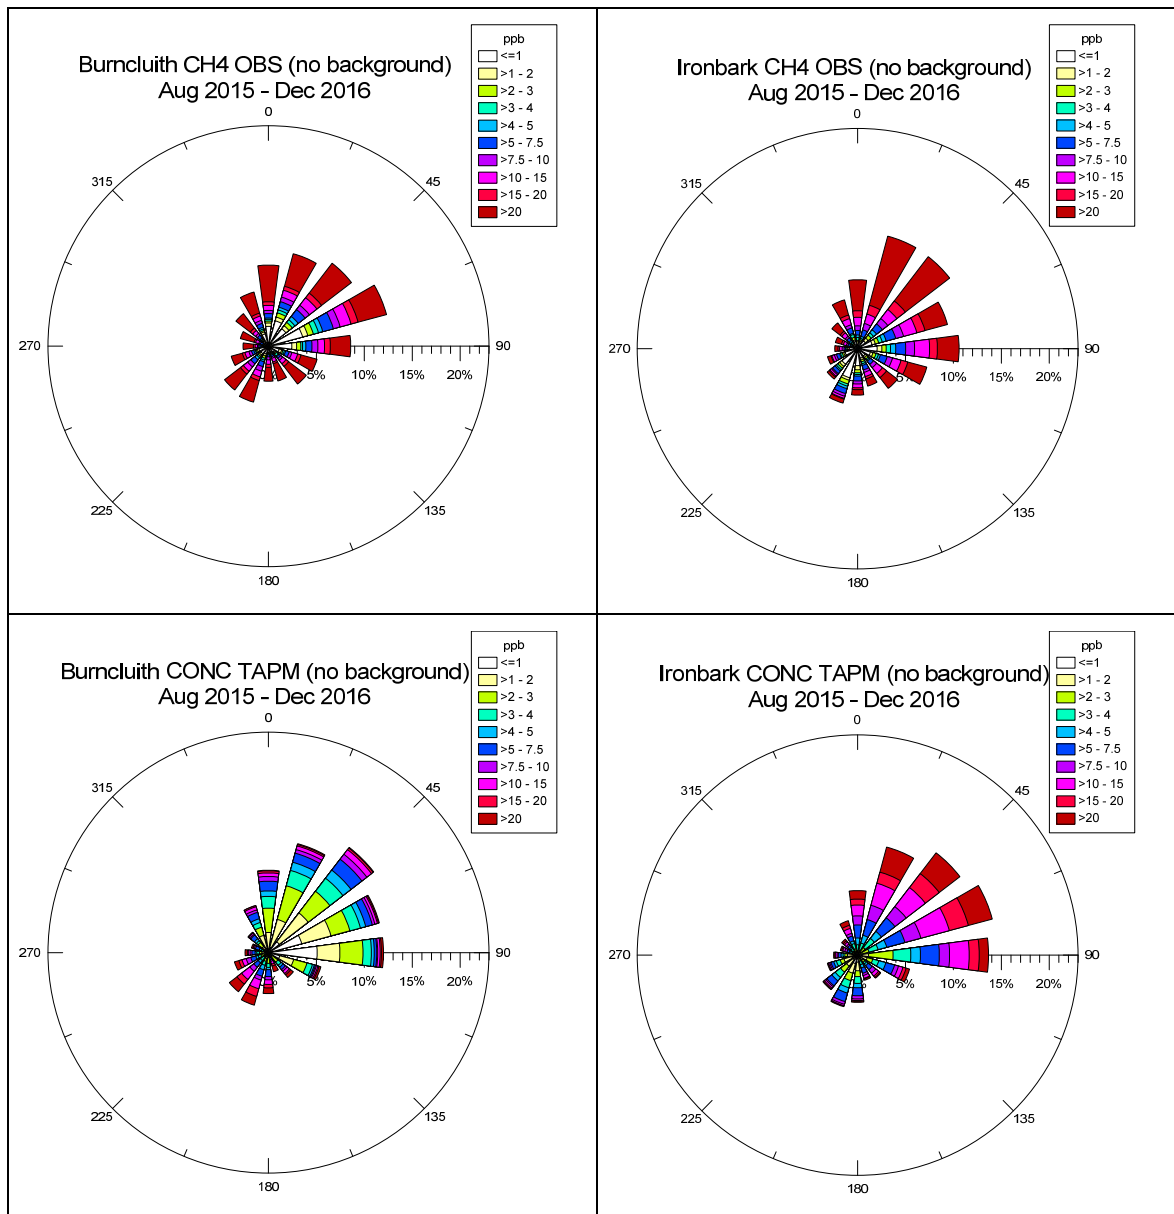 Burncluith CH4 OBS (no background)
Aug 2015 - Dec 2016
ppb
<=1
>1 - 2
>2 - 3
>3 - 4
>4 - 5
>5 - 7.5
>7.5 - 10
>10 - 15
>15 - 20
>20
0
45
90
135
180
225
270
315
5%
10%
15%
20%
Ironbark CH4 OBS (no background)
Aug 2015 - Dec 2016
ppb
<=1
>1 - 2
>2 - 3
>3 - 4
>4 - 5
>5 - 7.5
>7.5 - 10
>10 - 15
>15 - 20
>20
0
45
90
135
180
225
270
315
5%
10%
15%
20%
Burncluith CONC TAPM (no background)
Aug 2015 - Dec 2016
ppb
<=1
>1 - 2
>2 - 3
>3 - 4
>4 - 5
>5 - 7.5
>7.5 - 10
>10 - 15
>15 - 20
>20
0
45
90
135
180
225
270
315
5%
10%
15%
20%
Ironbark CONC TAPM (no background)
Aug 2015 - Dec 2016
ppb
<=1
>1 - 2
>2 - 3
>3 - 4
>4 - 5
>5 - 7.5
>7.5 - 10
>10 - 15
>15 - 20
>20
0
45
90
135
180
225
270
315
5%
10%
15%
20%